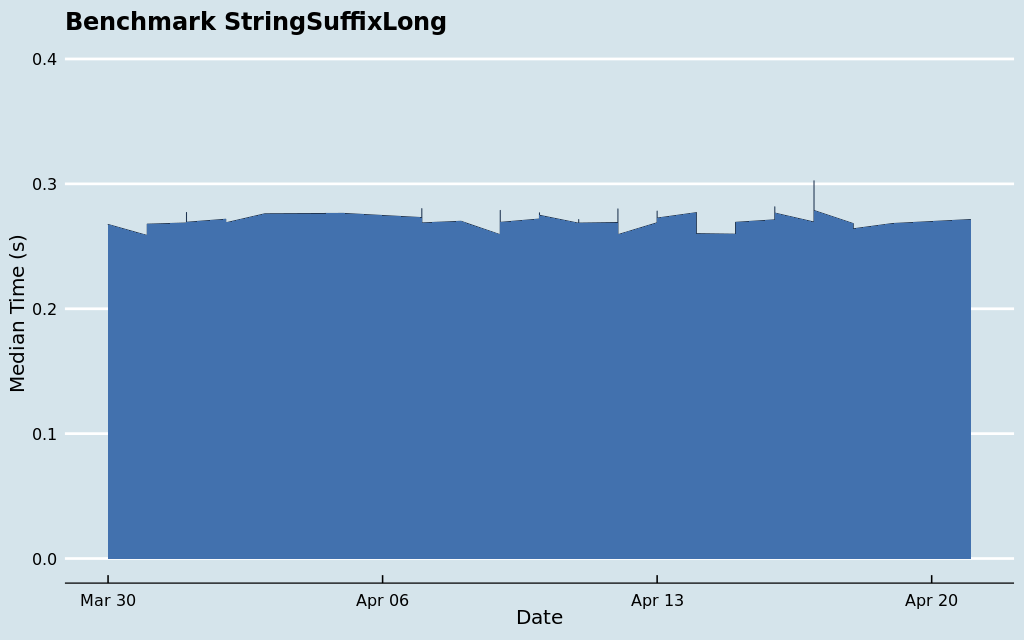 Benchmark StringSuffixLong
0.4
0.3
0.2
0.1
0.0
Median Time (s)
Mar 30
Apr 06
Apr 13
Apr 20
Date